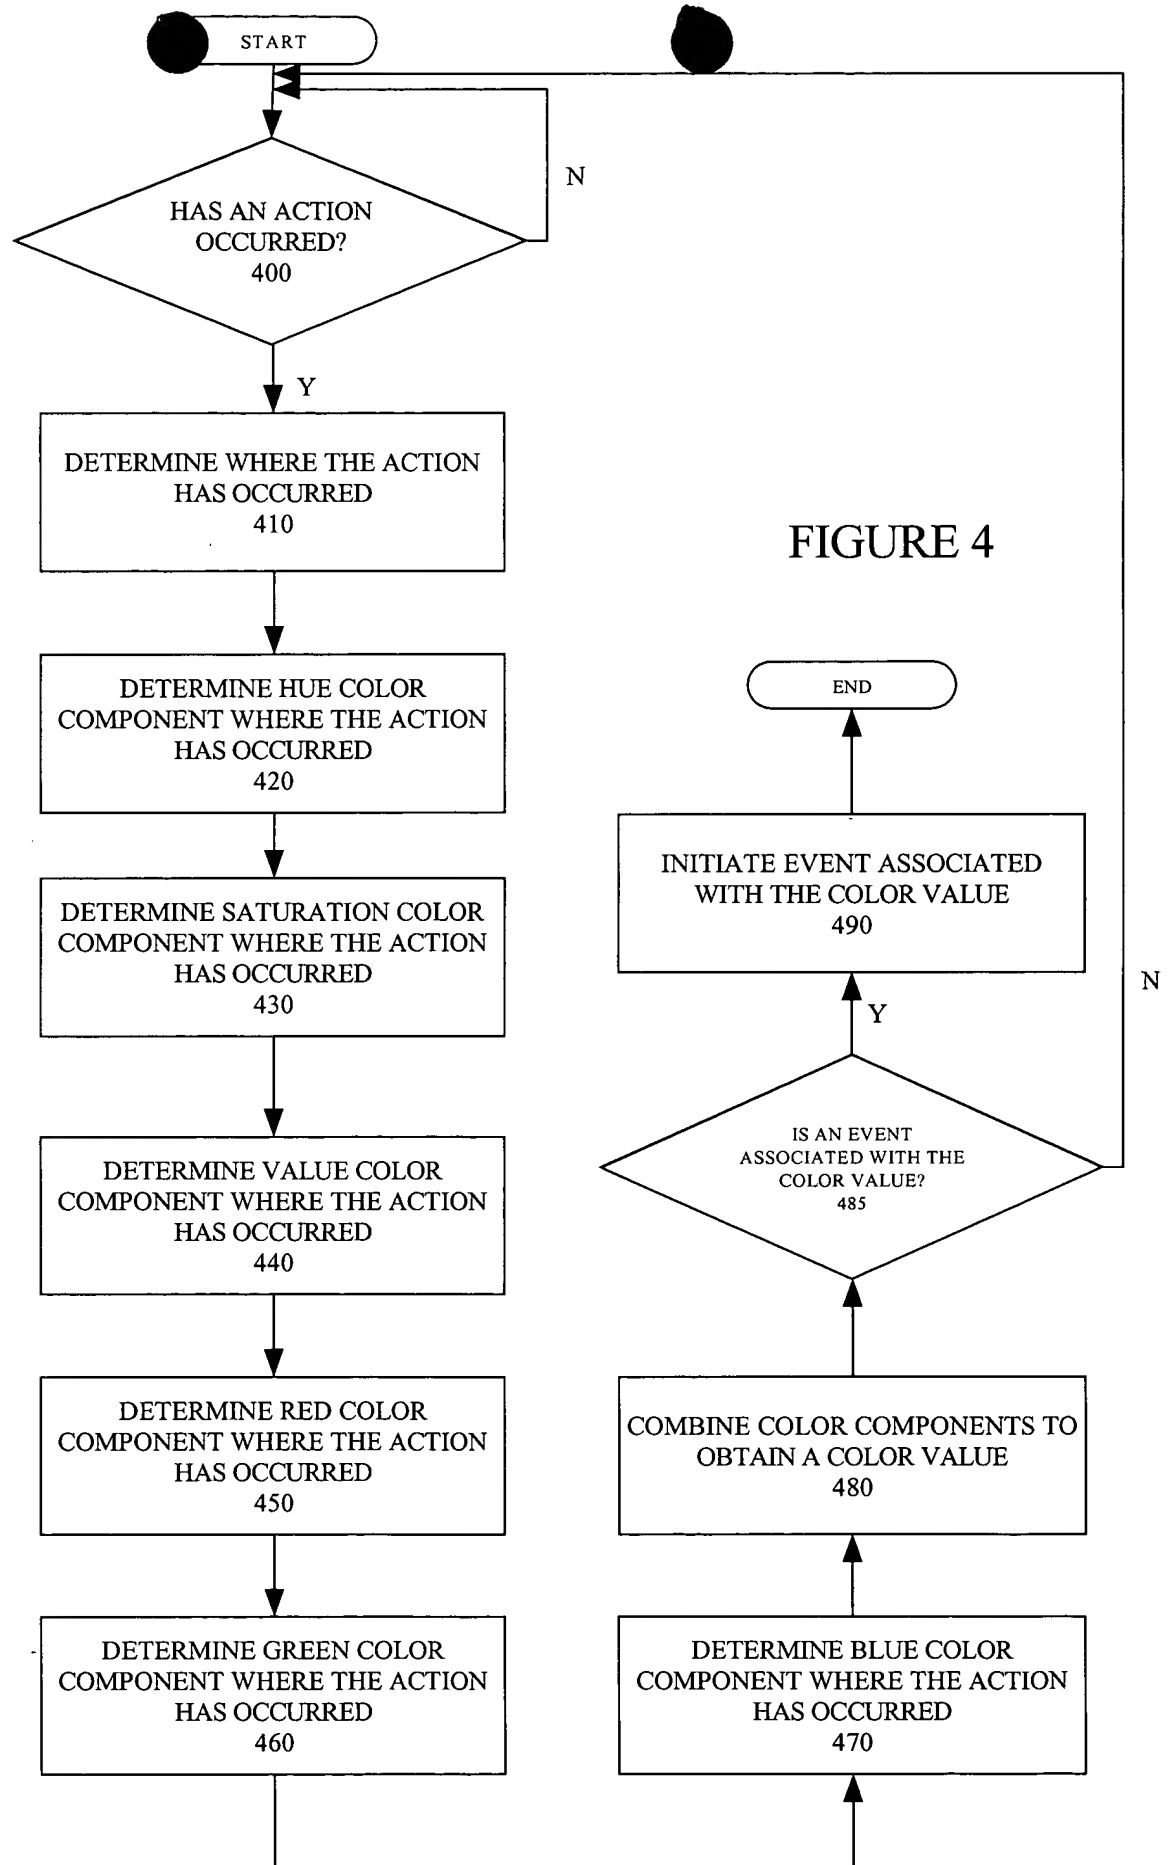 START
N
HAS AN ACTION
OCCURRED?
400
Y
DETERMINE WHERE THE ACTION
HAS OCCURRED
410
DETERMINE HUE COLOR
COMPONENT WHERE THE ACTION
HAS OCCURRED
420
DETERMINE SATURATION COLOR
COMPONENT WHERE THE ACTION
HAS OCCURRED
430
DETERMINE VALUE COLOR
COMPONENT WHERE THE ACTION
HAS OCCURRED
440
DETERMINE RED COLOR
COMPONENT WHERE THE ACTION
HAS OCCURRED
450
DETERMINE GREEN COLOR
COMPONENT WHERE THE ACTION
HAS OCCURRED
460
FIGURE 4
END
INITIATE EVENT ASSOCIATED
WITH THE COLOR VALUE
490
N
Y
IS AN EVENT
ASSOCIATED WITH THE
COLOR VALUE?
485
COMBINE COLOR COMPONENTS TO
OBTAIN A COLOR VALUE
480
DETERMINE BLUE COLOR
COMPONENT WHERE THE ACTION
HAS OCCURRED
470